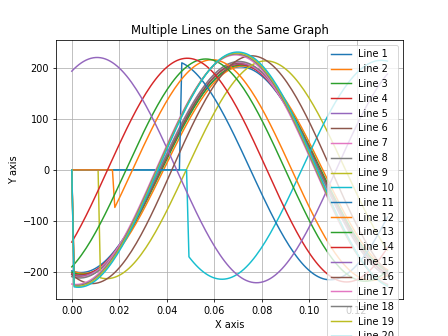 Multiple Lines on the Same Graph
Y axis
200
100
0
−100
−200
0.00
0.02
0.04
0.06
0.08
0.10
X axis
Line 1
Line 2
Line 3
Line 4
Line 5
Line 6
Line 7
Line 8
Line 9
Line 10
Line 11
Line 12
Line 13
Line 14
Line 15
Line 16
Line 17
Line 18
Line 19
Line 20